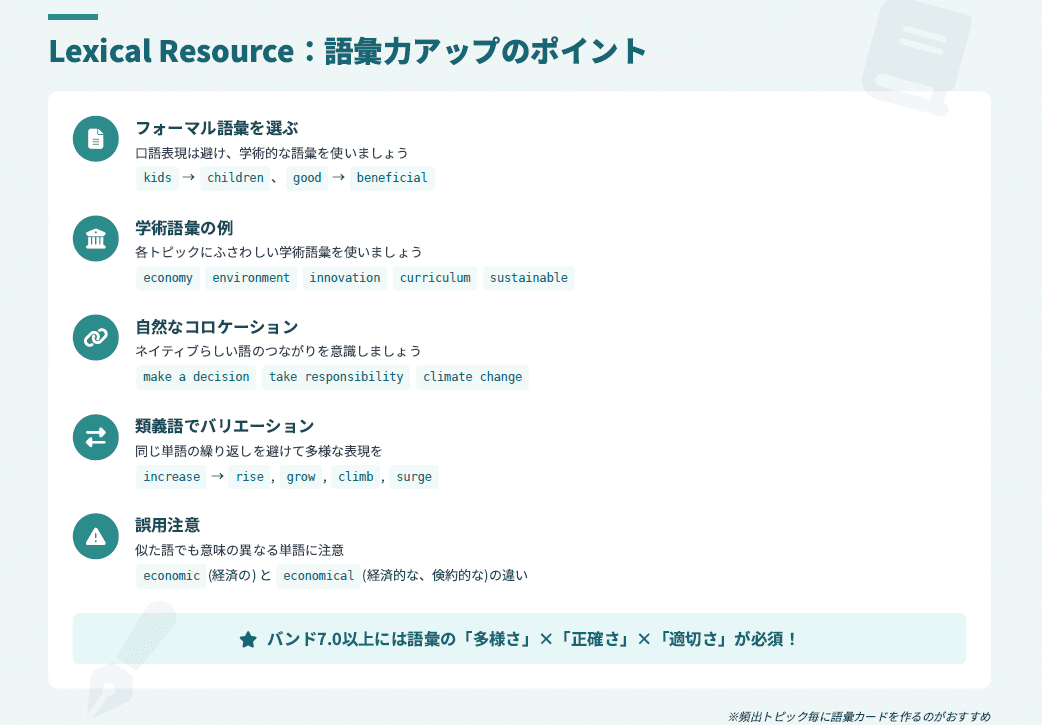 Lexical Resource：語彙力アップのポイント
フォーマル語彙を選ぶ
口語表現は避け、学術的な語彙を使いましょう
kids → children 、 good → beneficial
学術語彙の例
各トピックにふさわしい学術語彙を使いましょう
economy environment innovation curriculum sustainable
自然なコロケーション
ネイティブらしい語のつながりを意識しましょう
make a decision take responsibility climate change
類義語でバリエーション
同じ単語の繰り返しを避けて多様な表現を
increase → rise , grow , climb , surge
誤用注意
似た語でも意味の異なる単語に注意
economic (経済の) と economical (経済的な、倹約的な)の違い
★ バンド7.0以上には語彙の「多様さ」×「正確さ」×「適切さ」が必須！
※頻出トピック毎に語彙カードを作るのがおすすめ